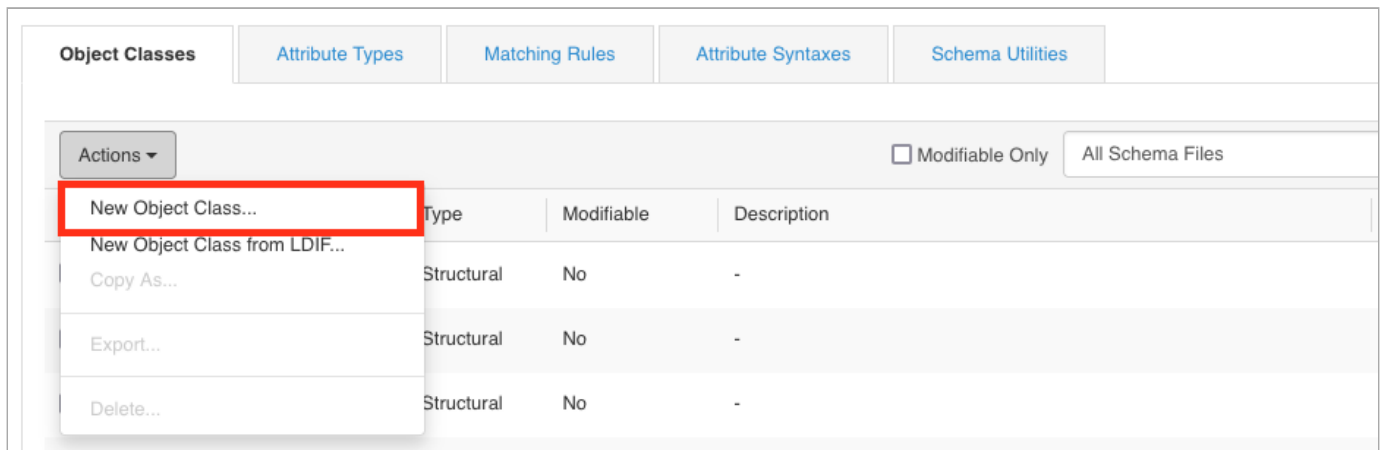 Object Classes Attribute Types Matching Rules Attribute Syntaxes Schema Utilities
Actions Modifiable Only All Schema Files
New Object Class...
Type Modifiable Description
New Object Class from LDIF...
Copy As...
Structural No -
Export...
Structural No -
Delete...
Structural No -